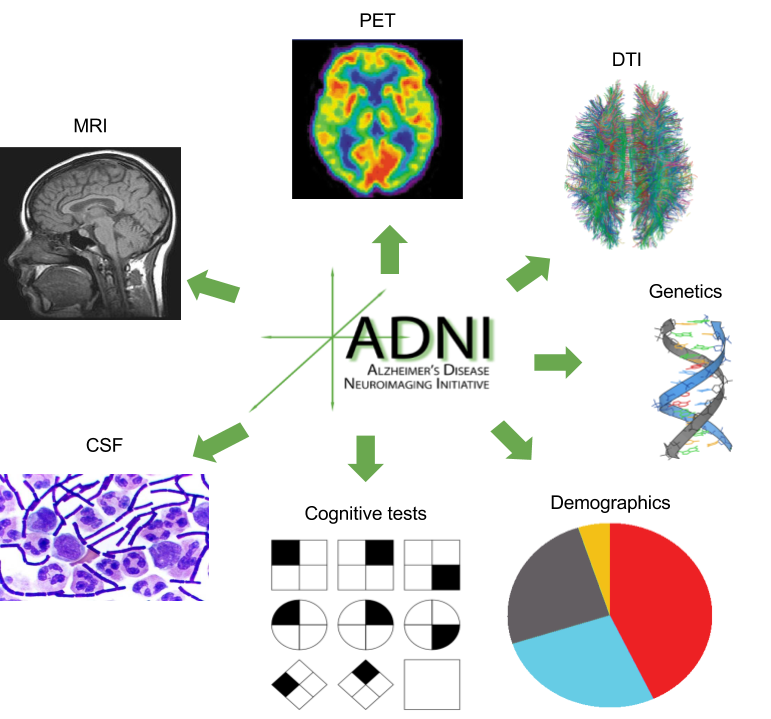 PET
DTI
MRI
Genetics
ADNI
ALZHEIMER'S DISEASE
NEUROIMAGING INITIATIVE
CSF
Cognitive tests
Demographics